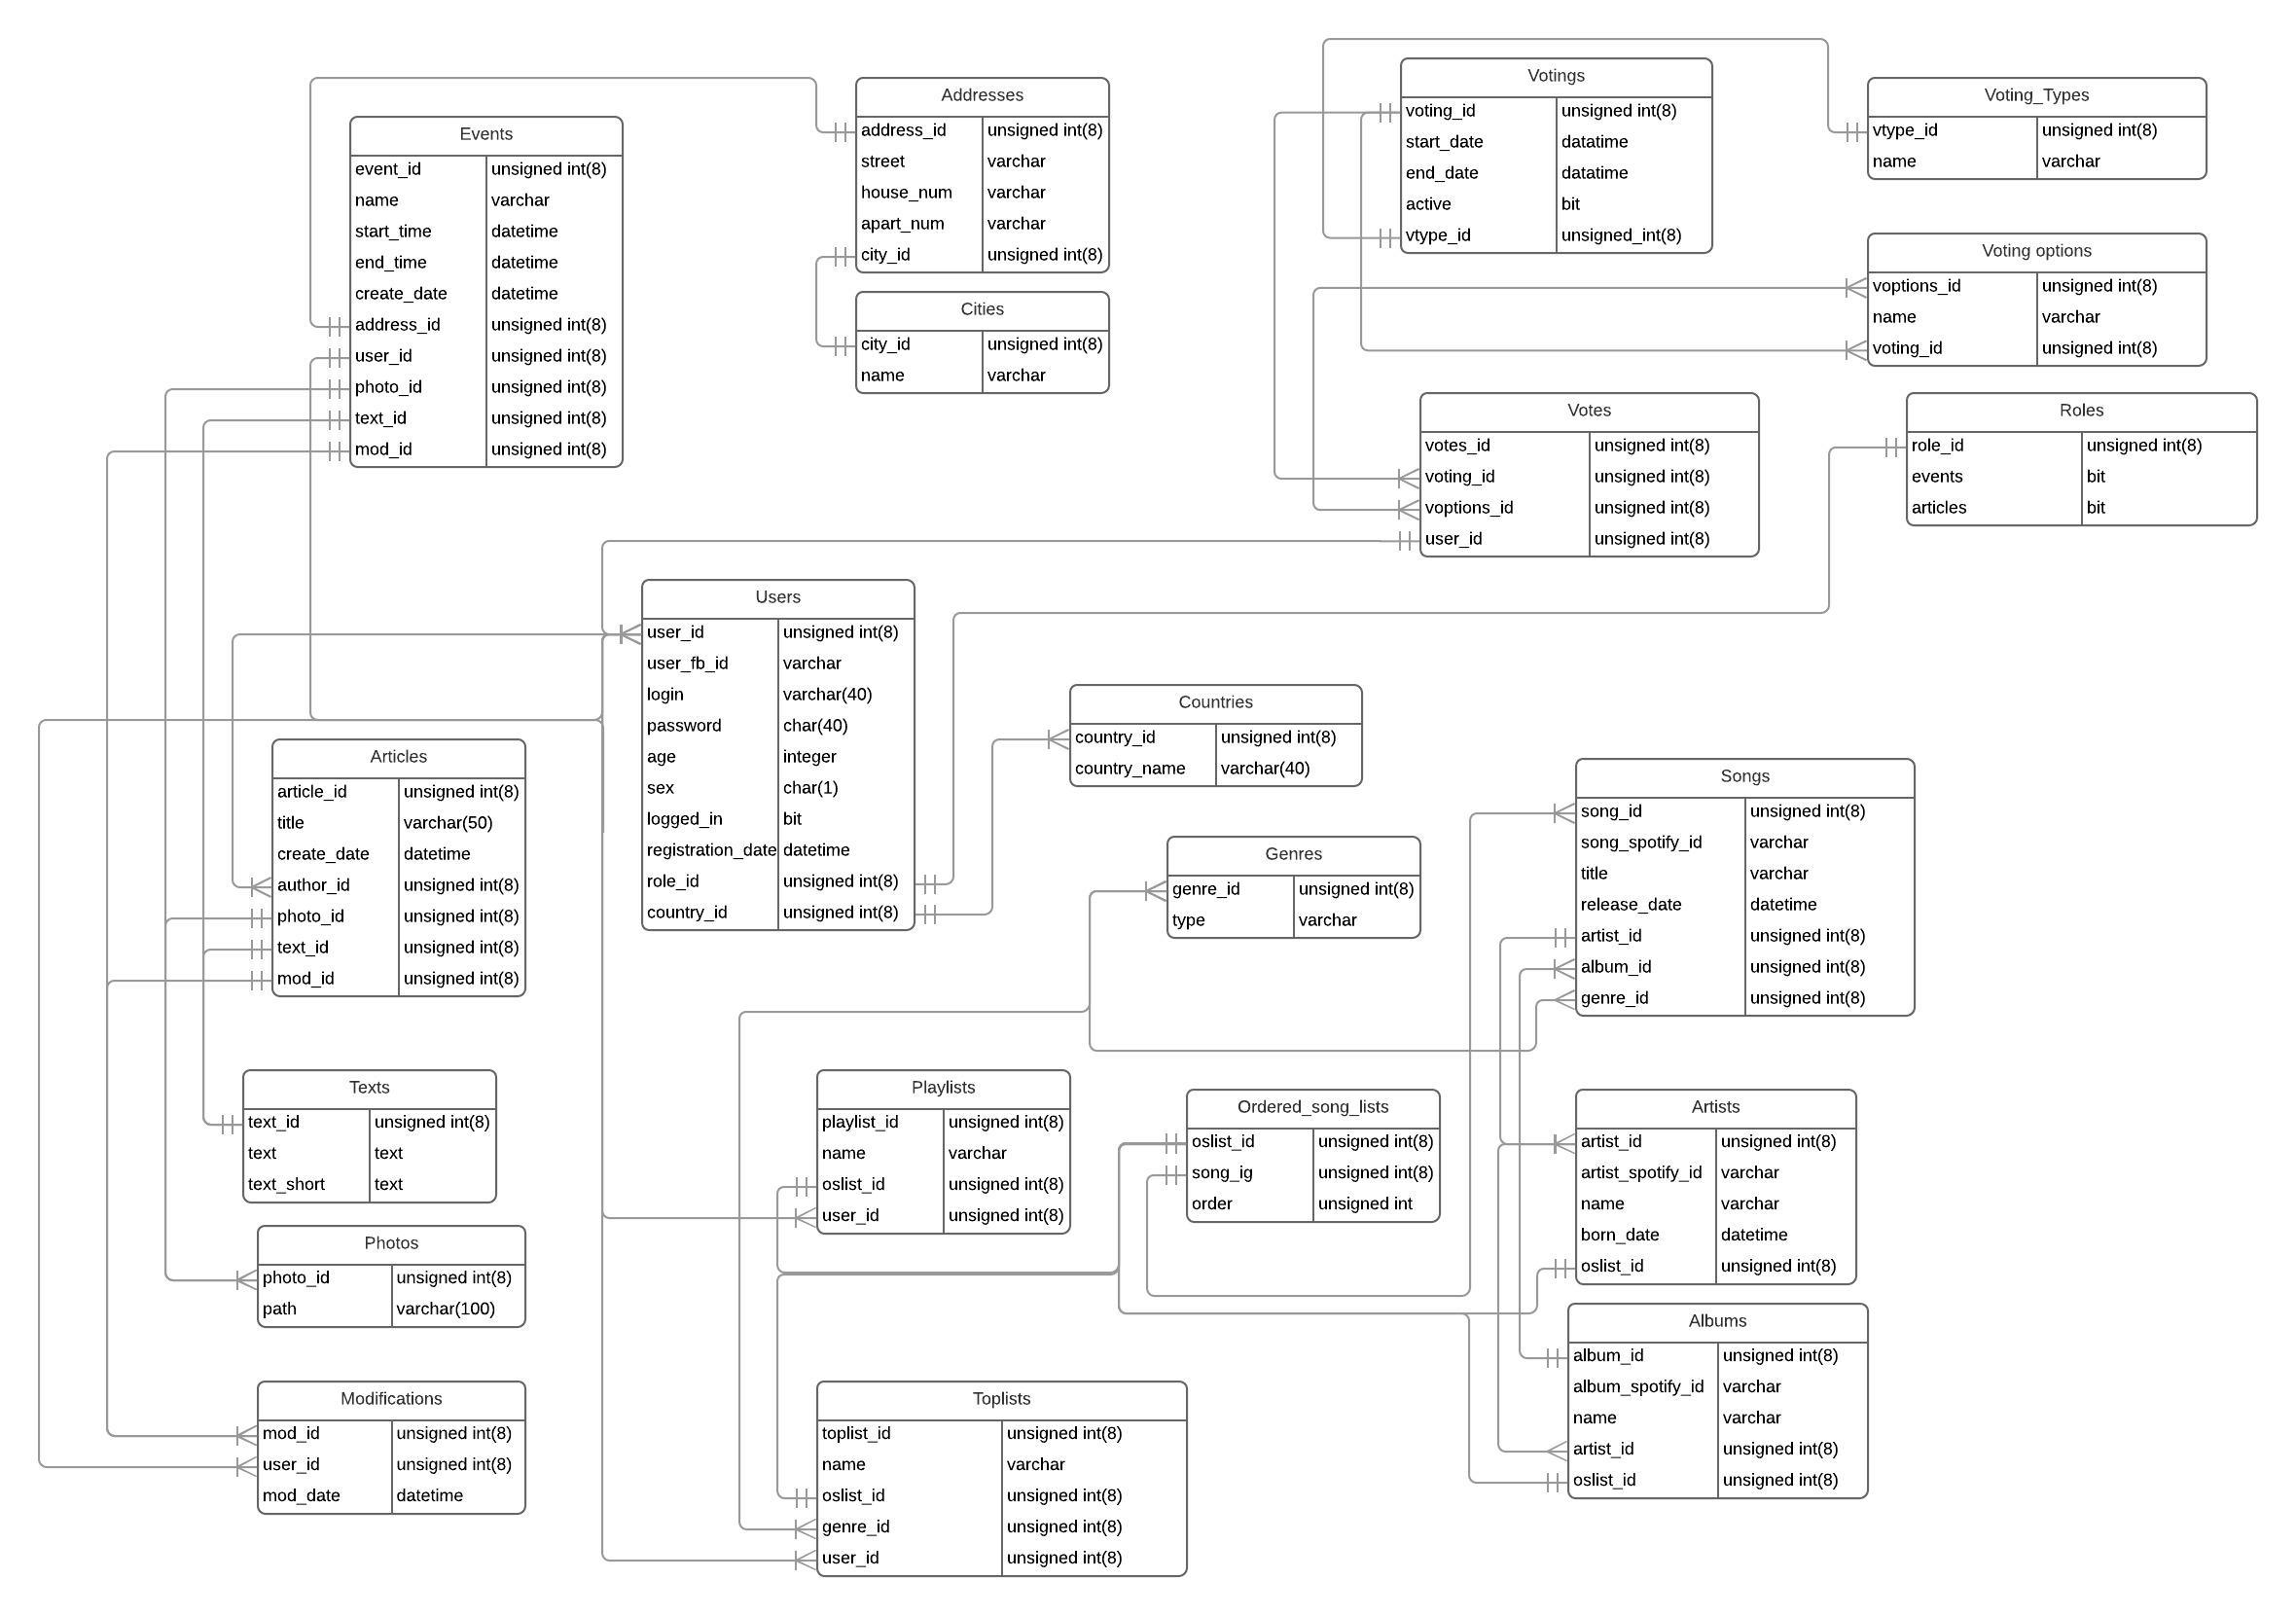 Events
event_id unsigned int(8)
name varchar
start_time datetime
end_time datetime
create_date datetime
address_id unsigned int(8)
user_id unsigned int(8)
photo_id unsigned int(8)
text_id unsigned int(8)
mod_id unsigned int(8)
Addresses
address_id unsigned int(8)
street varchar
house_num varchar
apart_num varchar
city_id unsigned int(8)
Cities
city_id unsigned int(8)
name varchar
Votings
voting_id unsigned int(8)
start_date datatime
end_date datatime
active bit
vtype_id unsigned_int(8)
Voting_Types
vtype_id unsigned int(8)
name varchar
Voting options
voptions_id unsigned int(8)
name varchar
voting_id unsigned int(8)
Votes
votes_id unsigned int(8)
voting_id unsigned int(8)
voptions_id unsigned int(8)
user_id unsigned int(8)
Roles
role_id unsigned int(8)
events bit
articles bit
Users
user_id unsigned int(8)
user_fb_id varchar
login varchar(40)
password char(40)
age integer
sex char(1)
logged_in bit
registration_date datetime
role_id unsigned int(8)
country_id unsigned int(8)
Countries
country_id unsigned int(8)
country_name varchar(40)
Articles
article_id unsigned int(8)
title varchar(50)
create_date datetime
author_id unsigned int(8)
photo_id unsigned int(8)
text_id unsigned int(8)
mod_id unsigned int(8)
Genres
genre_id unsigned int(8)
type varchar
Songs
song_id unsigned int(8)
song_spotify_id varchar
title varchar
release_date datetime
artist_id unsigned int(8)
album_id unsigned int(8)
genre_id unsigned int(8)
Texts
text_id unsigned int(8)
text text
text_short text
Playlists
playlist_id unsigned int(8)
name varchar
oslist_id unsigned int(8)
user_id unsigned int(8)
Ordered_song_lists
oslist_id unsigned int(8)
song_ig unsigned int(8)
order unsigned int
Artists
artist_id unsigned int(8)
artist_spotify_id varchar
name varchar
born_date datetime
oslist_id unsigned int(8)
Photos
photo_id unsigned int(8)
path varchar(100)
Albums
album_id unsigned int(8)
album_spotify_id varchar
name varchar
artist_id unsigned int(8)
oslist_id unsigned int(8)
Modifications
mod_id unsigned int(8)
user_id unsigned int(8)
mod_date datetime
Toplists
toplist_id unsigned int(8)
name varchar
oslist_id unsigned int(8)
genre_id unsigned int(8)
user_id unsigned int(8)